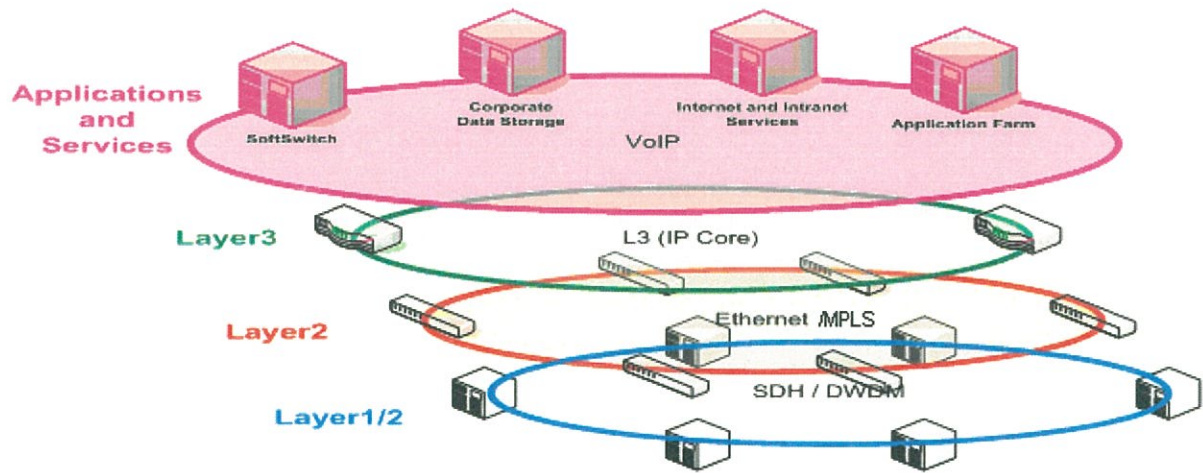 Applications
and
Services
SoftSwitch
Corporate
Data Storage
Internet and Intranet
Services
Application Farm
VoIP
Layer3
L3 (IP Core)
Layer2
Ethernet /MPLS
SDH / DWDM
Layer1/2